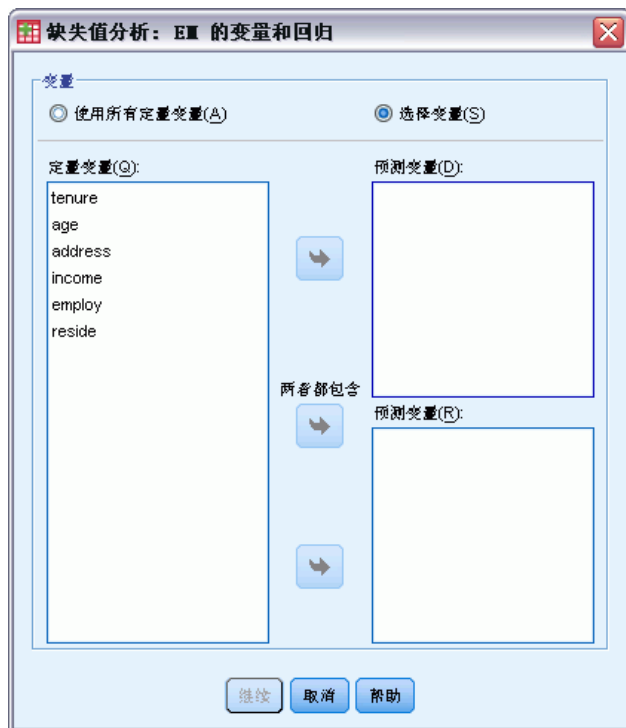 缺失值分析：EM 的变量和回归
变量
使用所有定量变量(A)
选择变量(S)
定量变量(Q):
预测变量(D):
tenure
age
address
income
employ
reside
两者都包含
预测变量(R):
继续
取消
帮助